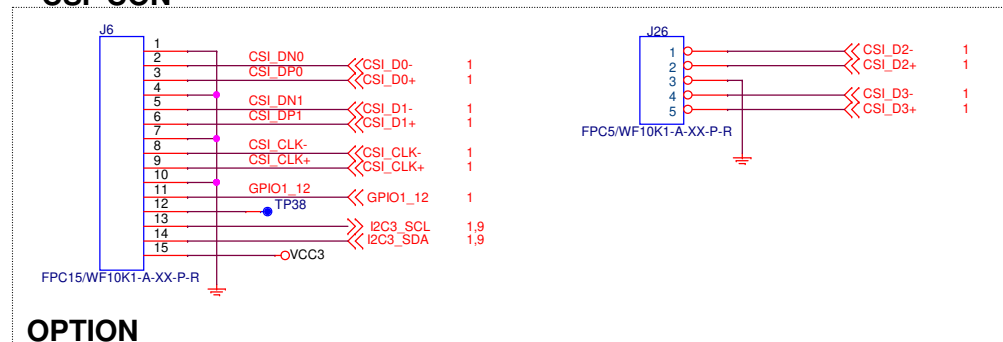 CSI CON
J6
1
2 CSI_DN0 CSI_D0- 1
3 CSI_DP0 CSI_D0+ 1
4
5 CSI_DN1 CSI_D1- 1
6 CSI_DP1 CSI_D1+ 1
7
8 CSI_CLK- CSI_CLK- 1
9 CSI_CLK+ CSI_CLK+ 1
10
11 GPIO1_12 GPIO1_12 1
12 TP38
13 I2C3_SCL 1,9
14 I2C3_SDA 1,9
15 VCC3
FPC15/WF10K1-A-XX-P-R
J26
1 CSI_D2- 1
2 CSI_D2+ 1
3
4 CSI_D3- 1
5 CSI_D3+ 1
FPC5/WF10K1-A-XX-P-R
OPTION